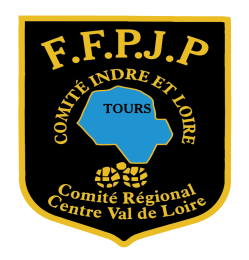 F.F.P.J.P
COMITÉ INDRE ET LOIRE
TOURS
Comité Régional
Centre Val de Loire